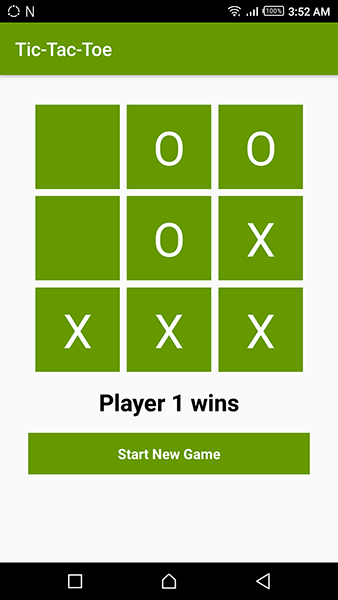 N 100% 3:52 AM
Tic-Tac-Toe
O O
O X
X X X
Player 1 wins
Start New Game